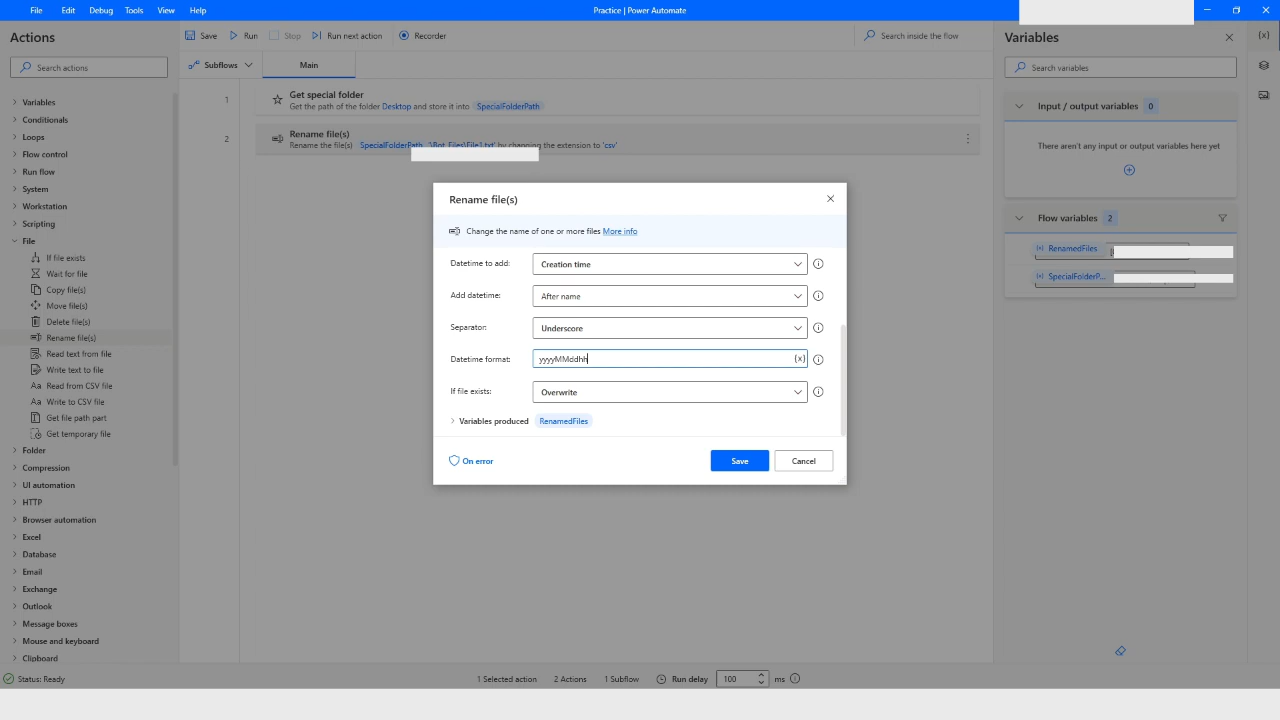 File Edit Debug View Tools Help
Practice | Power Automate
Actions
Search actions
Variables
Conditionals
Loops
Flow control
Run flow
System
Workstation
Scripting
File
If file exists
Wait for file
Copy file(s)
Move file(s)
Delete file(s)
Rename file(s)
Read text from file
Write text to file
Read from CSV file
Write to CSV file
Get file path part
Get temporary file
Folder
Compression
UI automation
HTTP
Browser automation
Excel
Database
Email
Exchange
Outlook
Message boxes
Mouse and keyboard
Clipboard
Save Run Stop Run next action Recorder
Search inside the flow
Subflows Main
1 Get special folder
Get the path of the folder Desktop and store it into SpecialFolderPath
2 Rename file(s)
Rename the file(s) SpecialFolderPath '\Bot_Files\File1.txt' by changing the extension to 'csv'
Rename file(s)
Change the name of one or more files More info
Datetime to add: Creation time
Add datetime: After name
Separator: Underscore
Datetime format: yyyyMMddhh {x}
If file exists: Overwrite
Variables produced RenamedFiles
On error Save Cancel
Variables
Search variables
Input / output variables 0
There aren't any input or output variables here yet
Flow variables 2
(x) RenamedFiles
(x) SpecialFolderP...
{x}
Status: Ready 1 Selected action 2 Actions 1 Subflow Run delay 100 ms